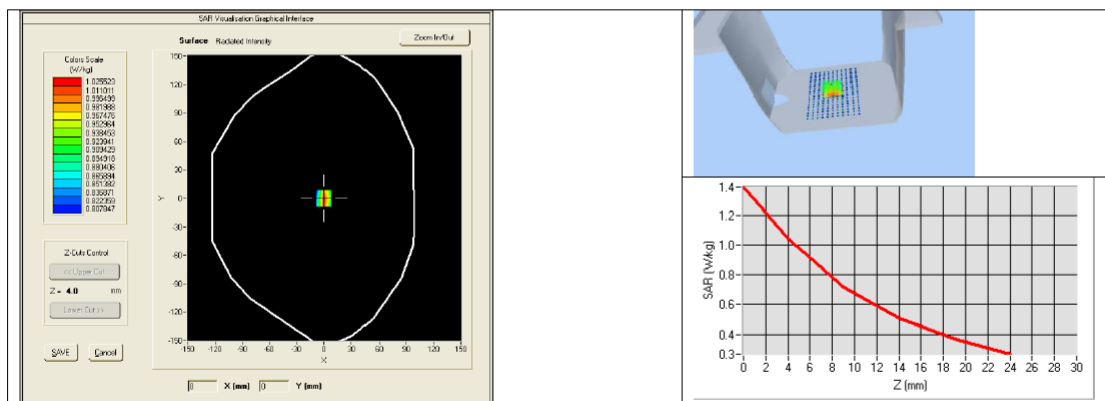 SAR Visualisation Graphical Interface
Surface Radiated Intensity
Zoom In/Out
Colors Scale
(W/kg)
1.025523
1.011011
0.996499
0.981988
0.967476
0.952964
0.938453
0.923941
0.909429
0.894918
0.880406
0.865894
0.851382
0.836871
0.822359
0.807847
Z-Cuts Control
<< Upper Cut
Z = 4.0 mm
Lower Cut >>
SAVE Cancel
150
120
90
60
30
Y 0
-30
-60
-90
-120
-150
-150 -120 -90 -60 -30 0 30 60 90 120 150
X
0 X (mm) 0 Y (mm)
SAR (W/kg)
1.4
1.2
1.0
0.8
0.6
0.4
0.3
0 2 4 6 8 10 12 14 16 18 20 22 24 26 28 30
Z (mm)